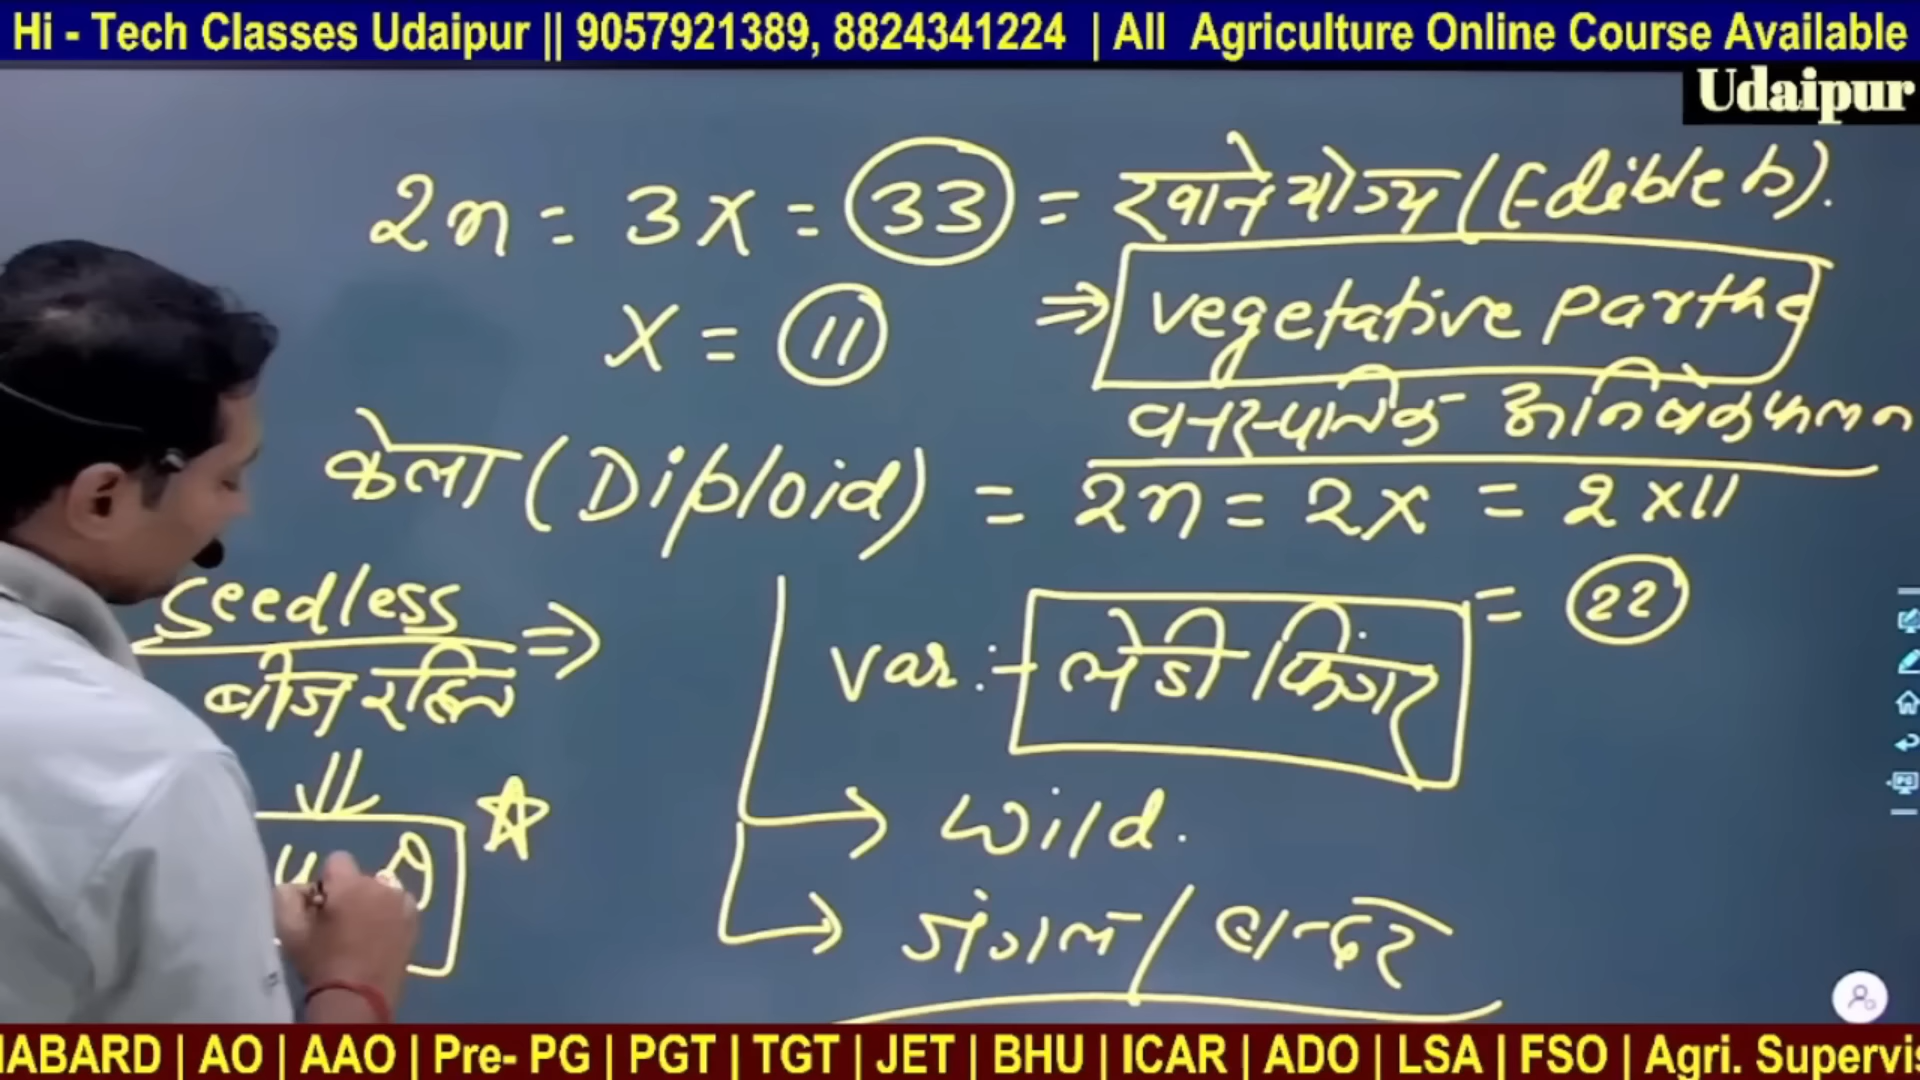 Hi - Tech Classes Udaipur || 9057921389, 8824341224 | All Agriculture Online Course Available
Udaipur
2n = 3x = 33 = खाने योग्य (Edible b).
x = 11
⇒ vegetative Partho
वानस्पतिक अनिषेकफलन
केला (Diploid) = 2n = 2x = 2x11
= 22
seedless ⇒
बीज रहित
var :- लेडी फिंगर
→ wild.
→ जंगल / बान्दर
NABARD | AO | AAO | Pre- PG | PGT | TGT | JET | BHU | ICAR | ADO | LSA | FSO | Agri. Supervis